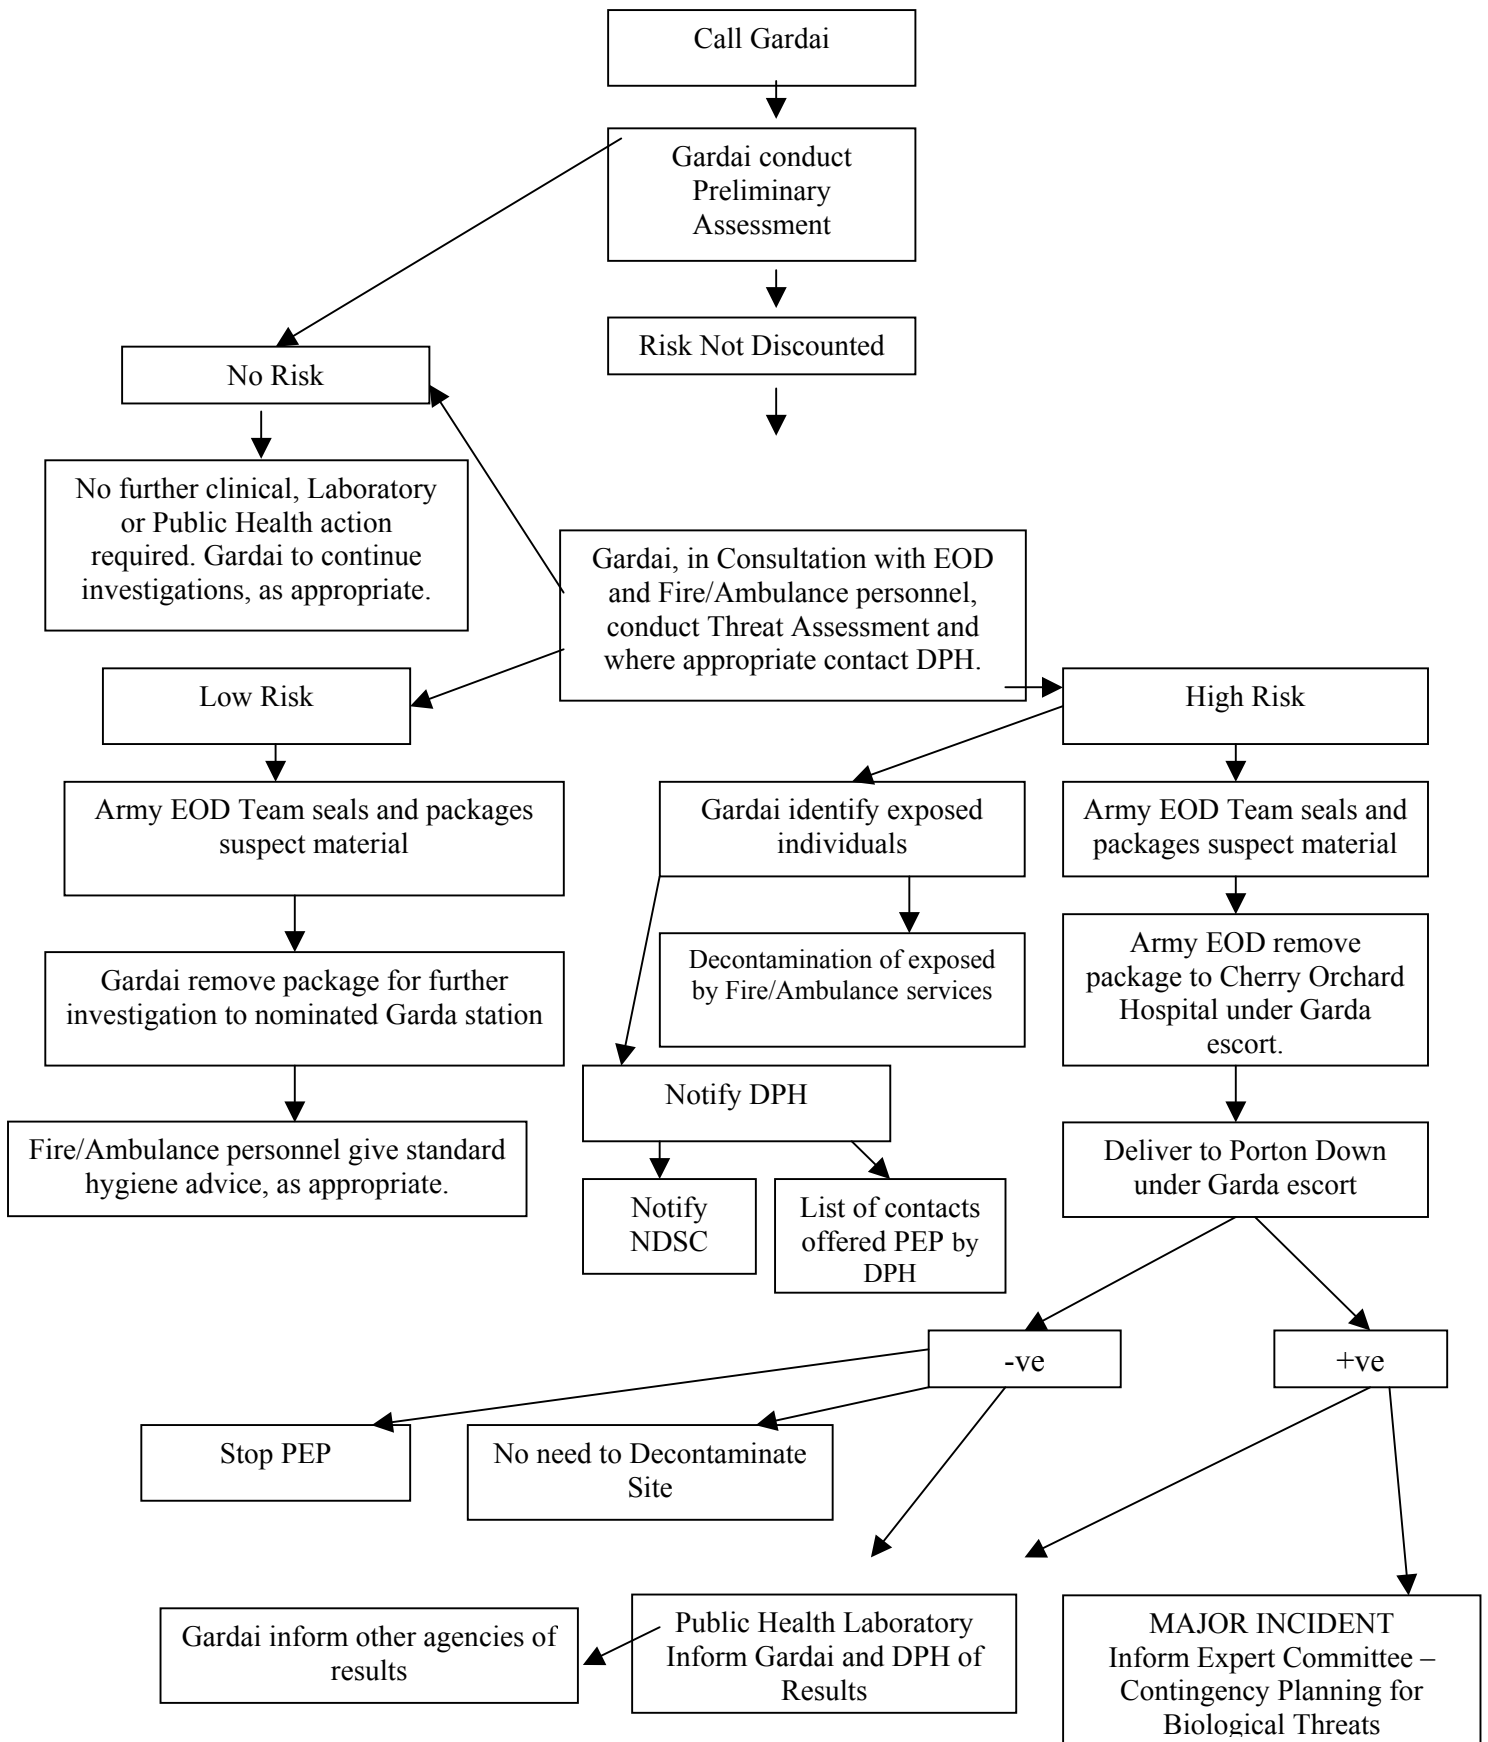 Call Gardai
Gardai conduct
Preliminary
Assessment
Risk Not Discounted
No Risk
No further clinical, Laboratory
or Public Health action
required. Gardai to continue
investigations, as appropriate.
Gardai, in Consultation with EOD
and Fire/Ambulance personnel,
conduct Threat Assessment and
where appropriate contact DPH.
Low Risk
High Risk
Army EOD Team seals and packages
suspect material
Gardai identify exposed
individuals
Army EOD Team seals and
packages suspect material
Gardai remove package for further
investigation to nominated Garda station
Decontamination of exposed
by Fire/Ambulance services
Army EOD remove
package to Cherry Orchard
Hospital under Garda
escort.
Notify DPH
Fire/Ambulance personnel give standard
hygiene advice, as appropriate.
Deliver to Porton Down
under Garda escort
Notify
NDSC
List of contacts
offered PEP by
DPH
-ve
+ve
Stop PEP
No need to Decontaminate
Site
Gardai inform other agencies of
results
Public Health Laboratory
Inform Gardai and DPH of
Results
MAJOR INCIDENT
Inform Expert Committee –
Contingency Planning for
Biological Threats